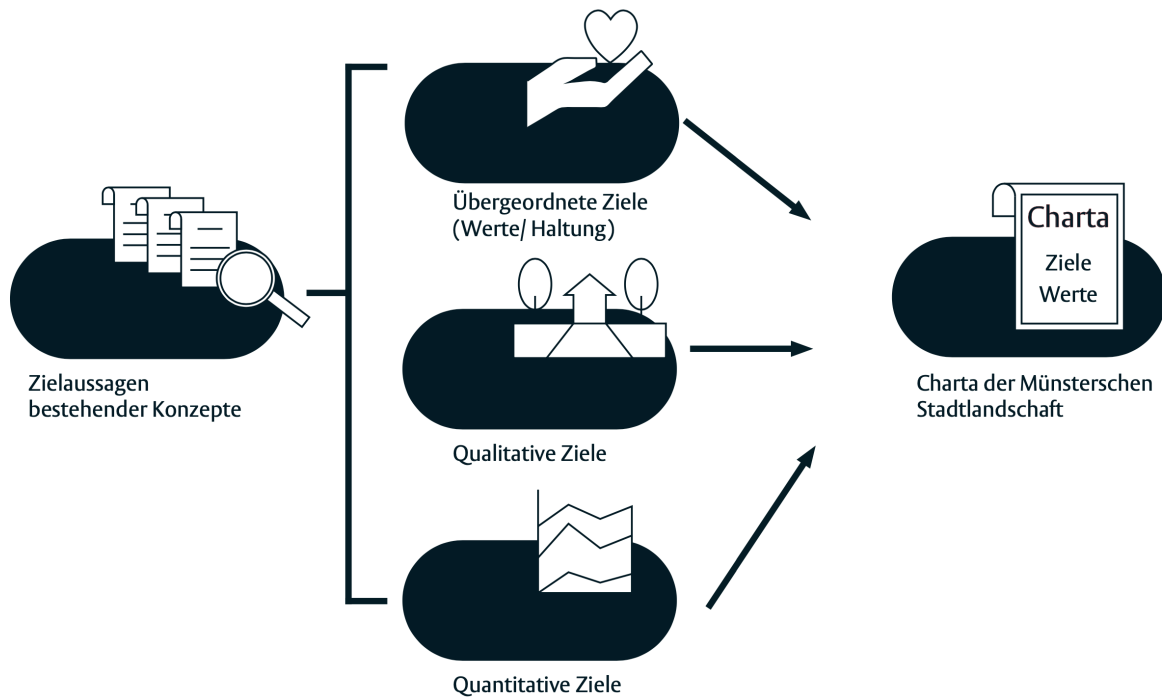 Zielaussagen
bestehender Konzepte
Übergeordnete Ziele
(Werte/ Haltung)
Qualitative Ziele
Quantitative Ziele
Charta
Ziele
Werte
Charta der Münsterschen
Stadtlandschaft